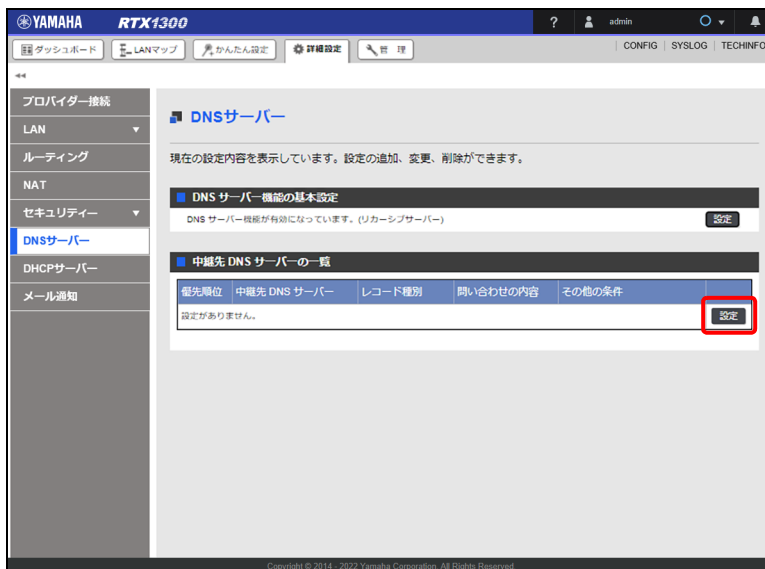 YAMAHA RTX1300 ? admin
ダッシュボード LANマップ かんたん設定 詳細設定 管 理 CONFIG SYSLOG TECHINFO
プロバイダー接続
LAN
ルーティング
NAT
セキュリティー
DNSサーバー
DHCPサーバー
メール通知
DNSサーバー
現在の設定内容を表示しています。設定の追加、変更、削除ができます。
DNS サーバー機能の基本設定
DNS サーバー機能が有効になっています。(リカーシブサーバー) 設定
中継先 DNS サーバーの一覧
優先順位 中継先 DNS サーバー レコード種別 問い合わせの内容 その他の条件
設定がありません。 設定
Copyright © 2014 - 2022 Yamaha Corporation. All Rights Reserved.